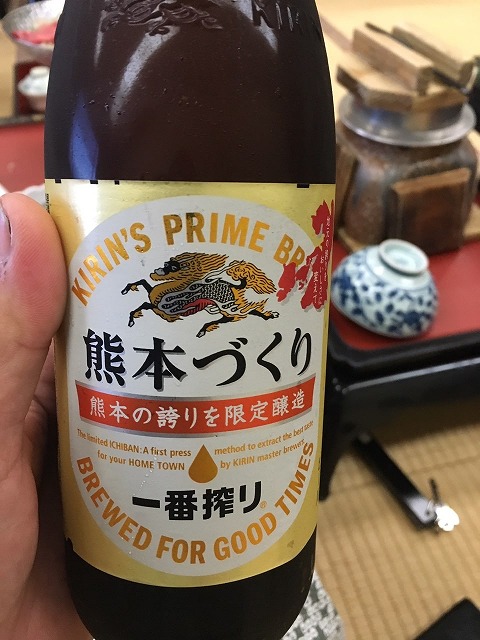 KIRIN'S PRIME BR
熊本づくり
熊本の誇りを限定醸造
The limited ICHIBAN: A first press
for your HOME TOWN
method to extract the best taste
by KIRIN master brewers
一番搾り®
BREWED FOR GOOD TIMES